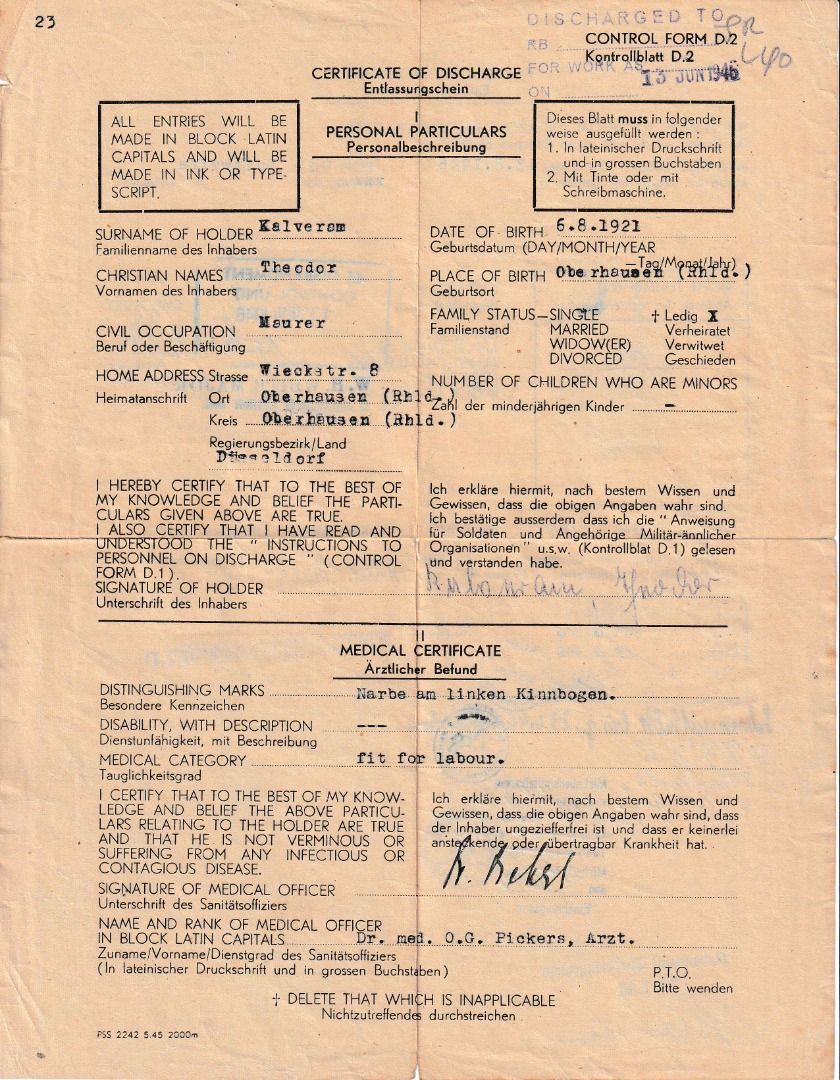 23
DISCHARGED TO
RB
CONTROL FORM D.2
Kontrollblatt D.2
FOR WORK AS
13 JUN 1946
ON
CERTIFICATE OF DISCHARGE
Entlassungschein
ALL ENTRIES WILL BE
MADE IN BLOCK LATIN
CAPITALS AND WILL BE
MADE IN INK OR TYPE-
SCRIPT.
I
PERSONAL PARTICULARS
Personalbeschreibung
Dieses Blatt muss in folgender
weise ausgefüllt werden :
1. In lateinischer Druckschrift
und in grossen Buchstaben
2. Mit Tinte oder mit
Schreibmaschine.
SURNAME OF HOLDER Kalveram
Familienname des Inhabers
CHRISTIAN NAMES Theodor
Vornamen des Inhabers
CIVIL OCCUPATION Maurer
Beruf oder Beschäftigung
HOME ADDRESS Strasse Wieckstr. 8
Heimatanschrift Ort Oberhausen (Rhld.)
Kreis Oberhausen (Rhld.)
Regierungsbezirk/Land
Düsseldorf
DATE OF BIRTH 6.8.1921
Geburtsdatum (DAY/MONTH/YEAR
—Tag/Monat/Jahr)
PLACE OF BIRTH Oberhausen (Rhld.)
Geburtsort
FAMILY STATUS—SINGLE † Ledig X
Familienstand MARRIED Verheiratet
WIDOW(ER) Verwitwet
DIVORCED Geschieden
NUMBER OF CHILDREN WHO ARE MINORS
Zahl der minderjährigen Kinder –
I HEREBY CERTIFY THAT TO THE BEST OF
MY KNOWLEDGE AND BELIEF THE PARTI-
CULARS GIVEN ABOVE ARE TRUE.
I ALSO CERTIFY THAT I HAVE READ AND
UNDERSTOOD THE " INSTRUCTIONS TO
PERSONNEL ON DISCHARGE " (CONTROL
FORM D.1).
SIGNATURE OF HOLDER
Unterschrift des Inhabers
Ich erkläre hiermit, nach bestem Wissen und
Gewissen, dass die obigen Angaben wahr sind.
Ich bestätige ausserdem dass ich die " Anweisung
für Soldaten und Angehörige Militär-ännlicher
Organisationen " u.s.w. (Kontrollblat D.1) gelesen
und verstanden habe.
Kalveram, Theodor
II
MEDICAL CERTIFICATE
Ärztlicher Befund
DISTINGUISHING MARKS Narbe am linken Kinnbogen.
Besondere Kennzeichen
DISABILITY, WITH DESCRIPTION ---
Dienstunfähigkeit, mit Beschreibung
MEDICAL CATEGORY fit for labour.
Tauglichkeitsgrad
I CERTIFY THAT TO THE BEST OF MY KNOW-
LEDGE AND BELIEF THE ABOVE PARTICU-
LARS RELATING TO THE HOLDER ARE TRUE
AND THAT HE IS NOT VERMINOUS OR
SUFFERING FROM ANY INFECTIOUS OR
CONTAGIOUS DISEASE.
SIGNATURE OF MEDICAL OFFICER
Unterschrift des Sanitätsoffiziers
Ich erkläre hiermit, nach bestem Wissen und
Gewissen, dass die obigen Angaben wahr sind, dass
der Inhaber ungezieferfrei ist und dass er keinerlei
ansteckende oder übertragbar Krankheit hat.
NAME AND RANK OF MEDICAL OFFICER
IN BLOCK LATIN CAPITALS Dr. med. O.G. Pickers, Arzt.
Zuname/Vorname/Dienstgrad des Sanitätsoffiziers
(In lateinischer Druckschrift und in grossen Buchstaben)
P.T.O.
Bitte wenden
† DELETE THAT WHICH IS INAPPLICABLE
Nichtzutreffendes durchstreichen
PSS 2242 5.45 2000m